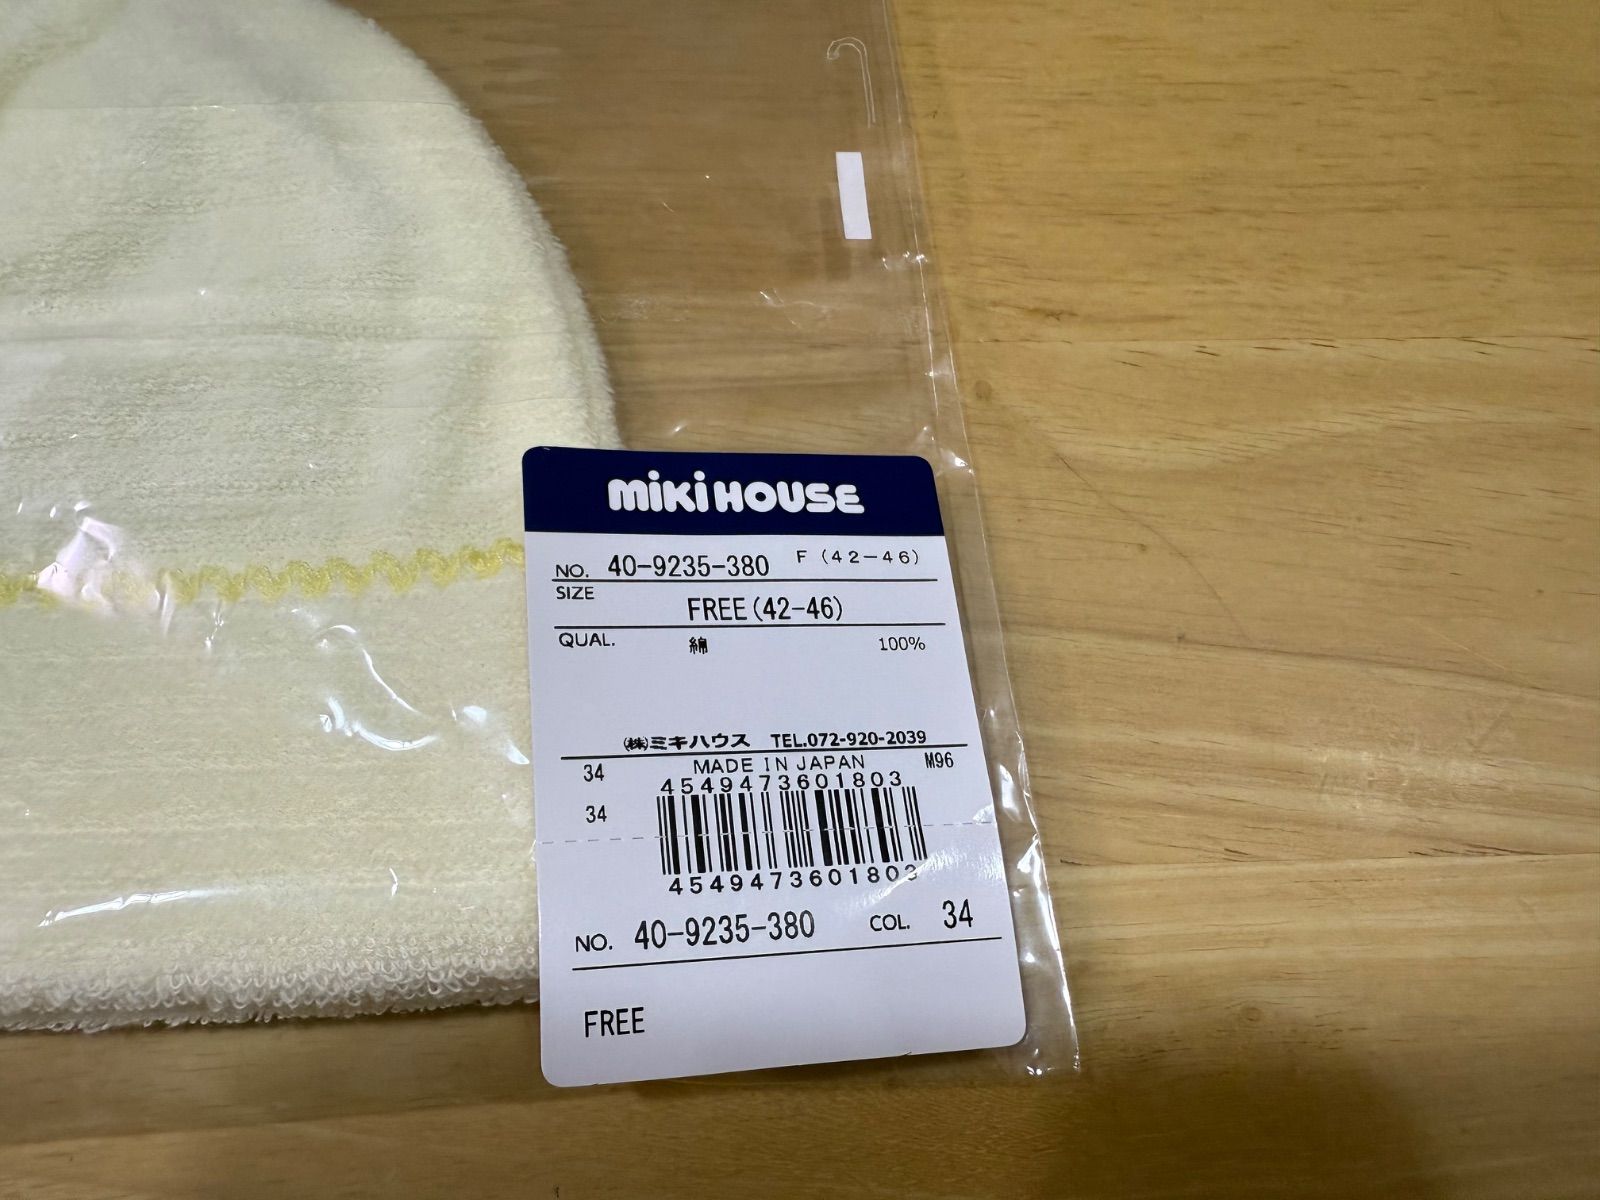 miki HOUSE
NO. 40-9235-380 F (42-46)
SIZE
FREE (42-46)
QUAL. 綿 100%
㈱ミキハウス TEL.072-920-2039
34 MADE IN JAPAN M96
4549473601803
34
4549473601803
NO. 40-9235-380 COL. 34
FREE